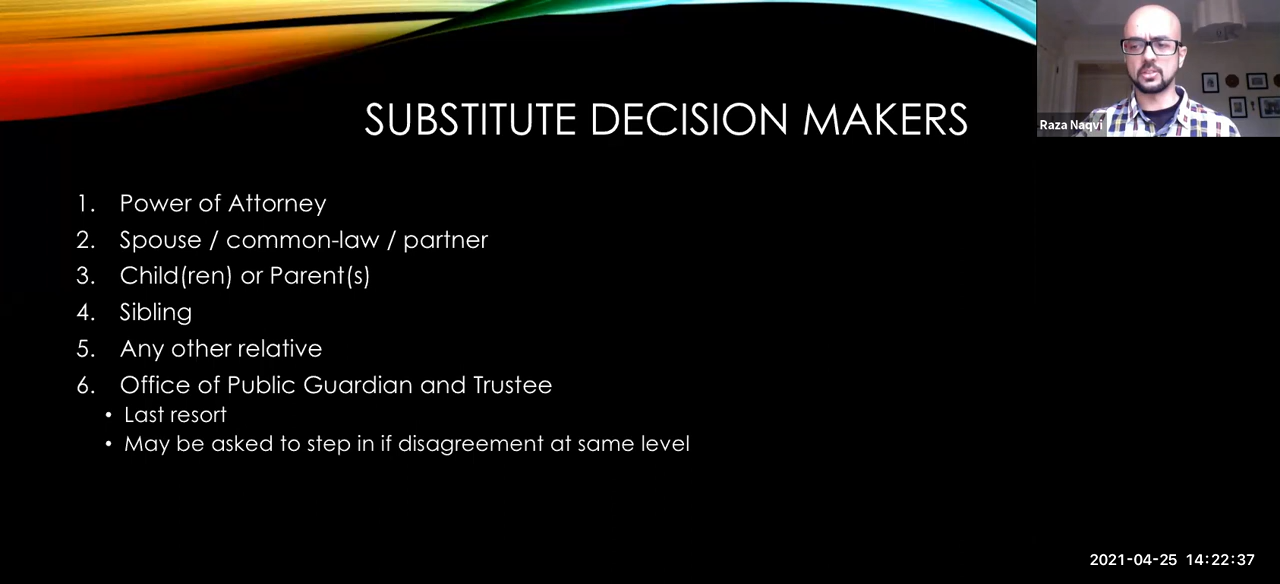 SUBSTITUTE DECISION MAKERS
Raza Naqvi
1. Power of Attorney
2. Spouse / common-law / partner
3. Child(ren) or Parent(s)
4. Sibling
5. Any other relative
6. Office of Public Guardian and Trustee
• Last resort
• May be asked to step in if disagreement at same level
2021-04-25 14:22:37